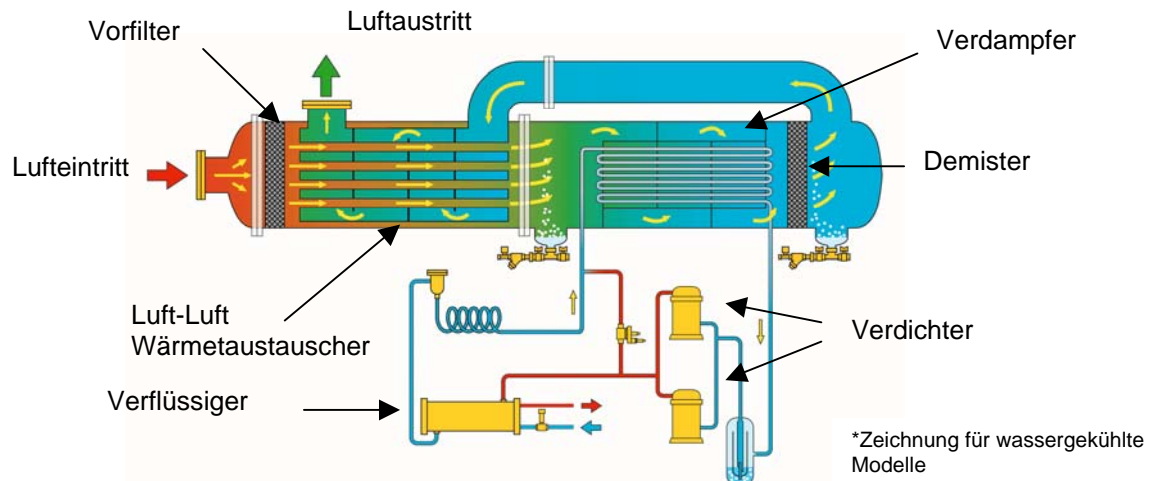 Vorfilter
Luftaustritt
Verdampfer
Lufteintritt
Demister
Luft-Luft
Wärmetaustauscher
Verdichter
Verflüssiger
*Zeichnung für wassergekühlte
Modelle